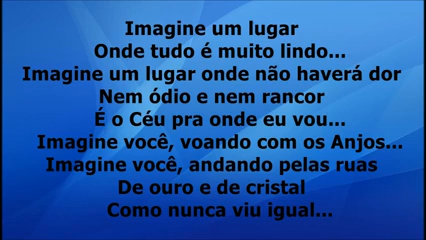 Imagine um lugar
Onde tudo é muito lindo...
Imagine um lugar onde não haverá dor
Nem ódio e nem rancor
É o Céu pra onde eu vou...
Imagine você, voando com os Anjos...
Imagine você, andando pelas ruas
De ouro e de cristal
Como nunca viu igual...